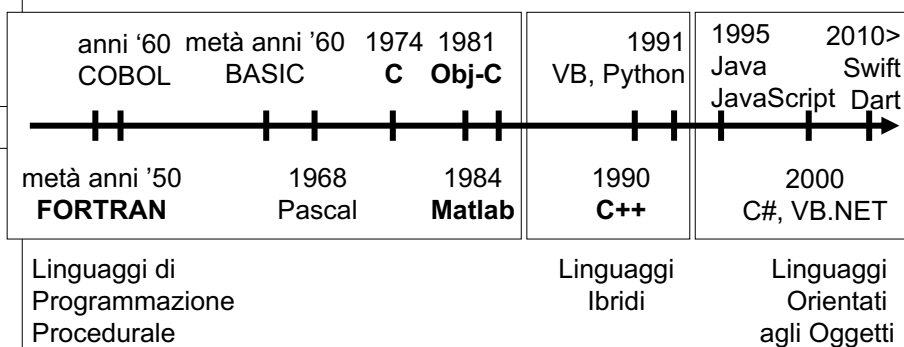 anni ‘60
COBOL
metà anni ‘60
BASIC
1974
C
1981
Obj-C
metà anni ’50
FORTRAN
1968
Pascal
1984
Matlab
1991
VB, Python
1990
C++
1995
Java
JavaScript
2010>
Swift
Dart
2000
C#, VB.NET
Linguaggi di
Programmazione
Procedurale
Linguaggi
Ibridi
Linguaggi
Orientati
agli Oggetti